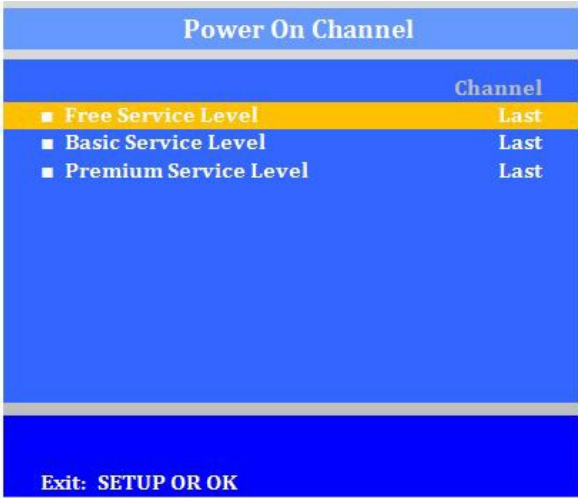 Power On Channel
Channel
■ Free Service Level Last
■ Basic Service Level Last
■ Premium Service Level Last
Exit: SETUP OR OK